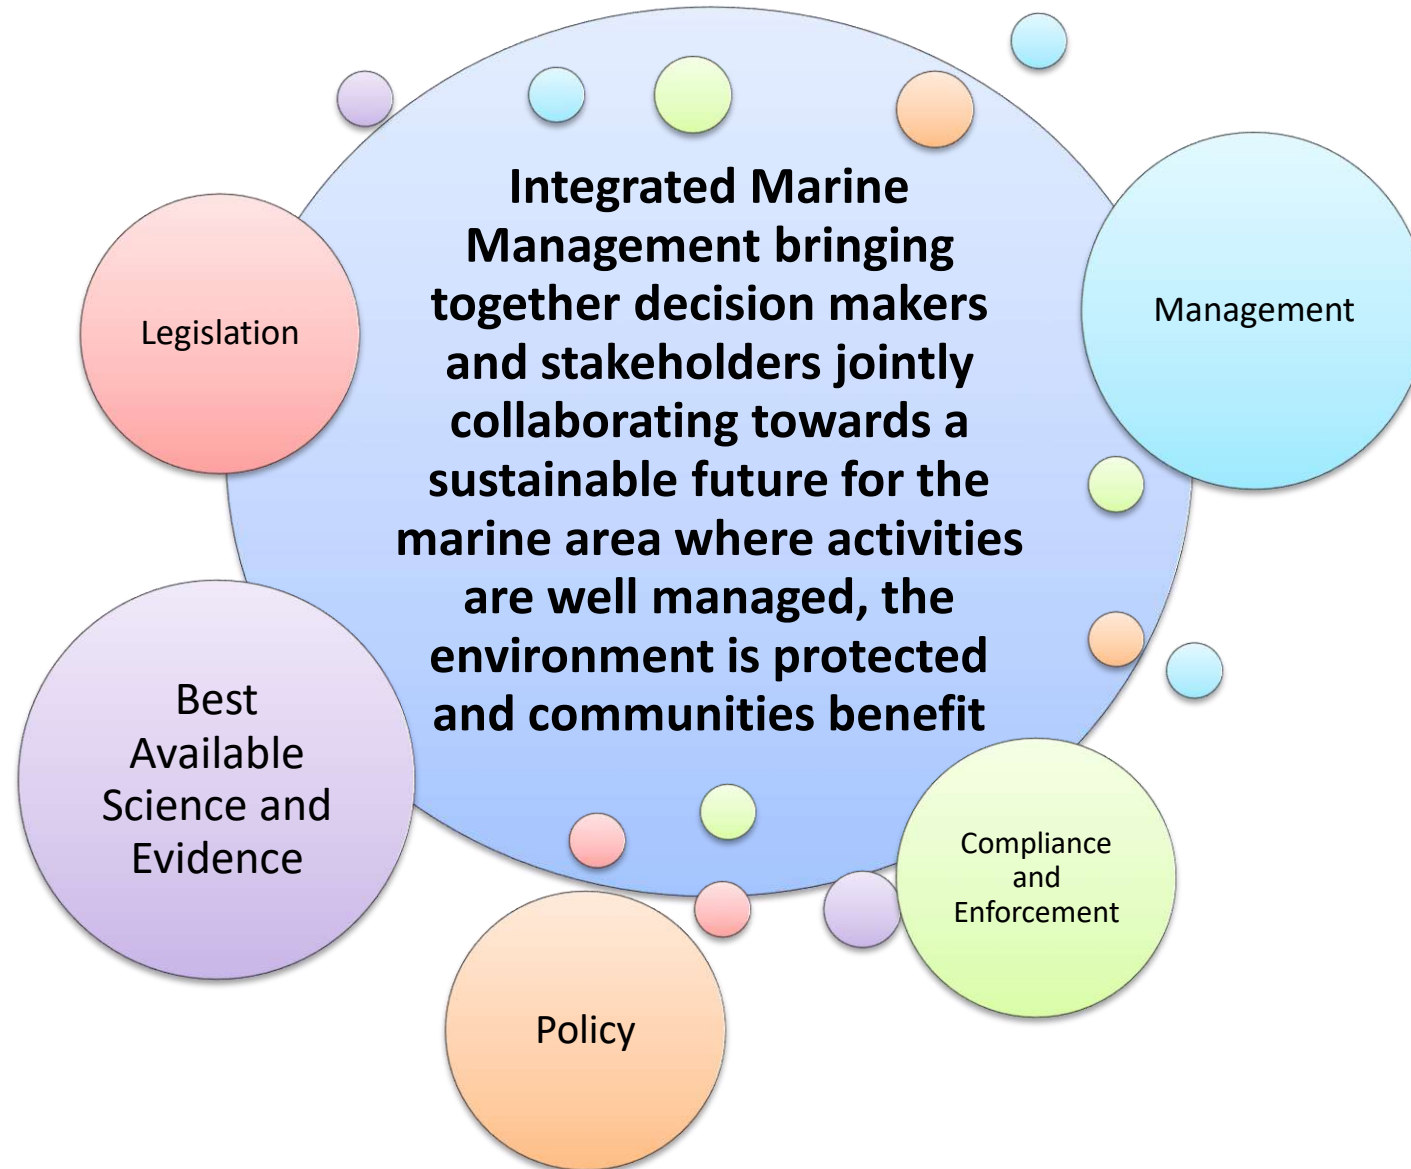 Integrated Marine
Management bringing
together decision makers
and stakeholders jointly
collaborating towards a
sustainable future for the
marine area where activities
are well managed, the
environment is protected
and communities benefit
Legislation
Management
Best
Available
Science and
Evidence
Compliance
and
Enforcement
Policy